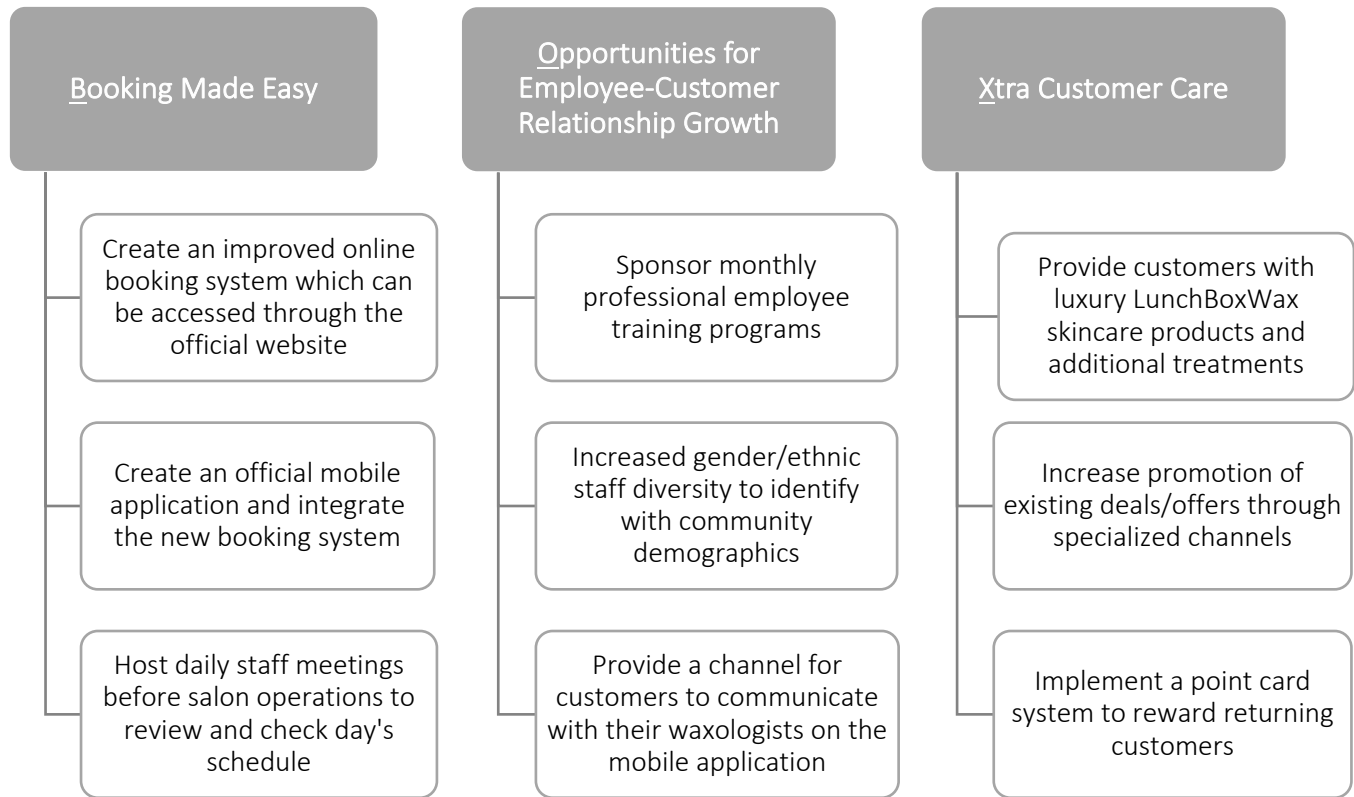 Booking Made Easy
Create an improved online
booking system which can
be accessed through the
official website
Create an official mobile
application and integrate
the new booking system
Host daily staff meetings
before salon operations to
review and check day's
schedule
Opportunities for
Employee-Customer
Relationship Growth
Sponsor monthly
professional employee
training programs
Increased gender/ethnic
staff diversity to identify
with community
demographics
Provide a channel for
customers to communicate
with their waxologists on the
mobile application
Xtra Customer Care
Provide customers with
luxury LunchBoxWax
skincare products and
additional treatments
Increase promotion of
existing deals/offers through
specialized channels
Implement a point card
system to reward returning
customers